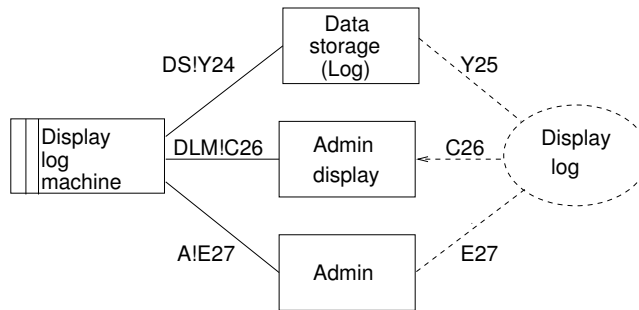 Data
storage
(Log)
DS!Y24
Y25
Display
log
machine
DLM!C26
Admin
display
C26
Display
log
A!E27
Admin
E27